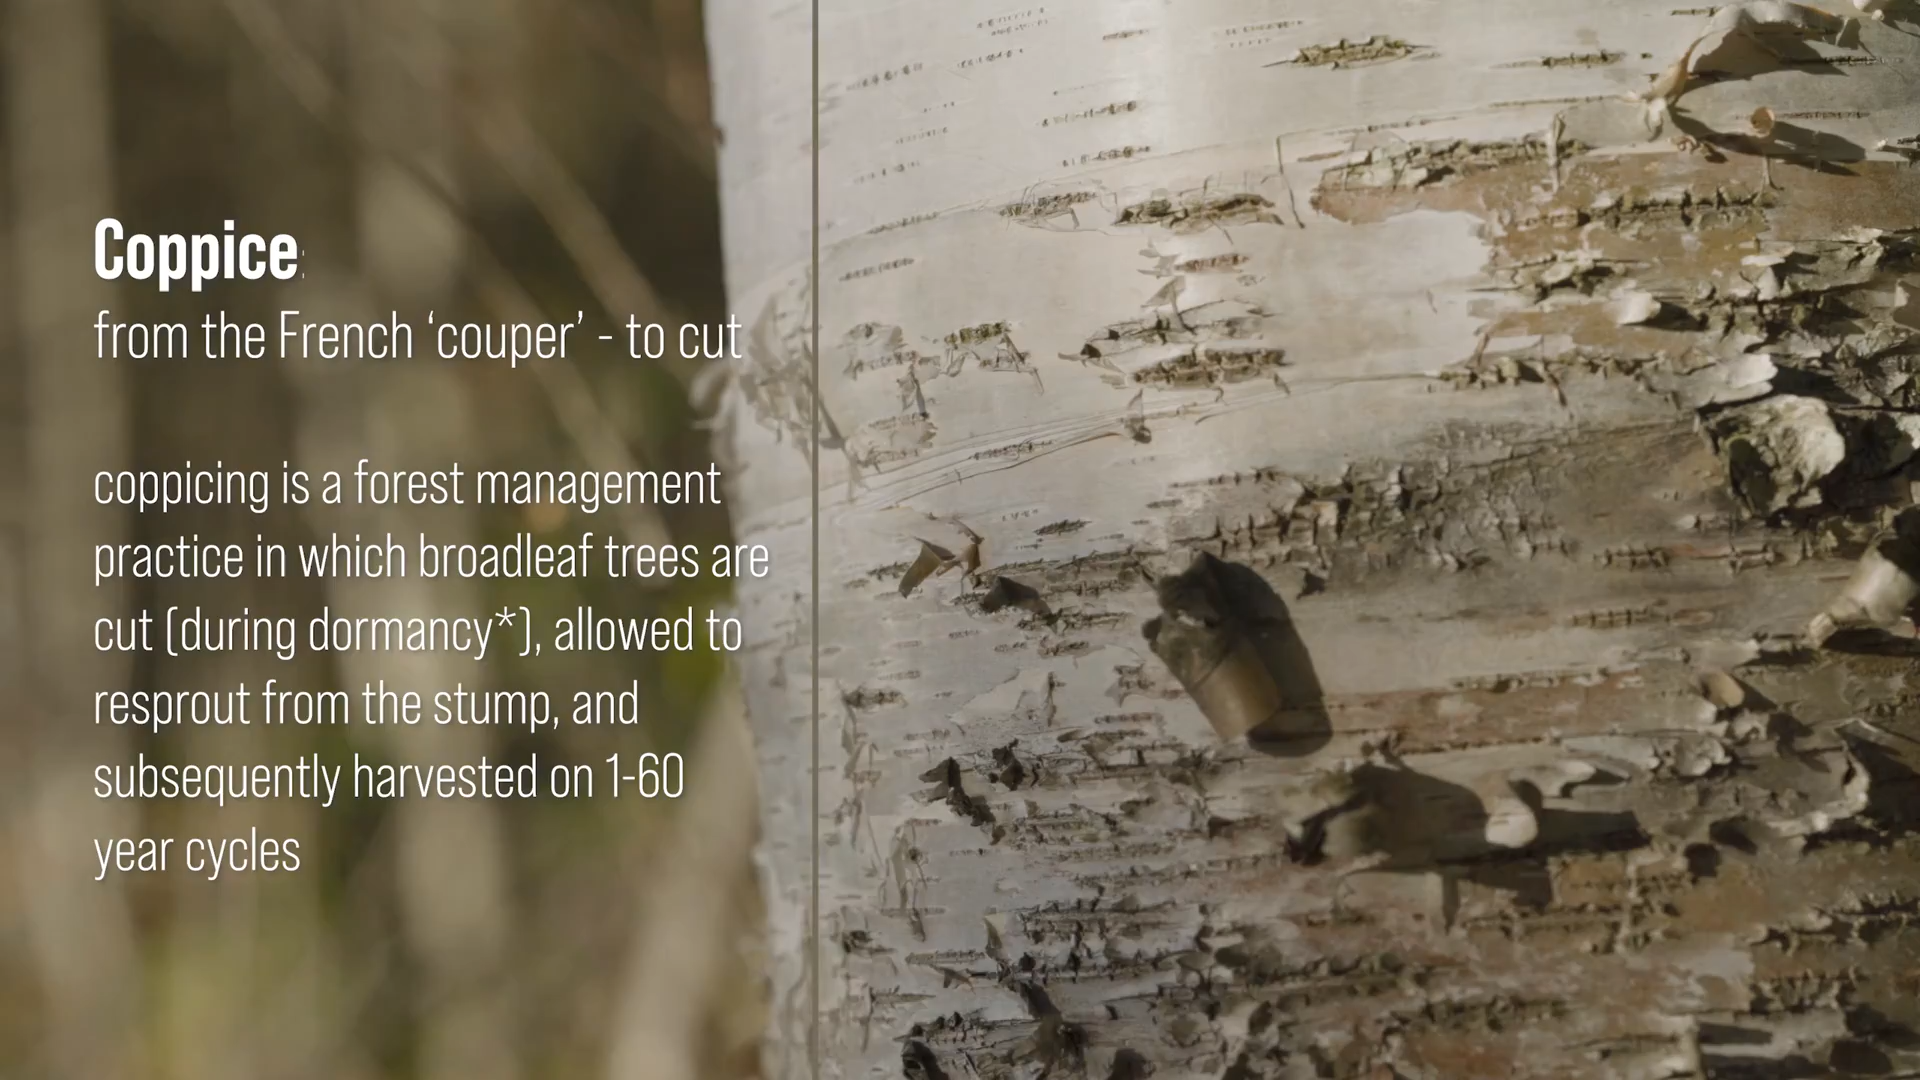 Coppice:
from the French ‘couper’ - to cut
coppicing is a forest management
practice in which broadleaf trees are
cut (during dormancy*), allowed to
resprout from the stump, and
subsequently harvested on 1-60
year cycles